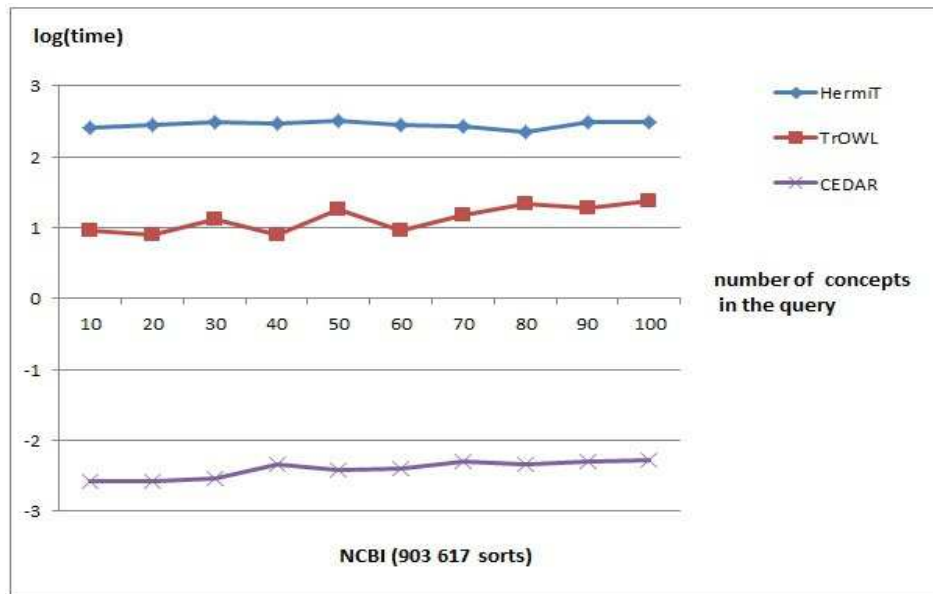 log(time)
3
2
1
0
-1
-2
-3
10 20 30 40 50 60 70 80 90 100
HermiT
TrOWL
CEDAR
number of concepts
in the query
NCBI (903 617 sorts)